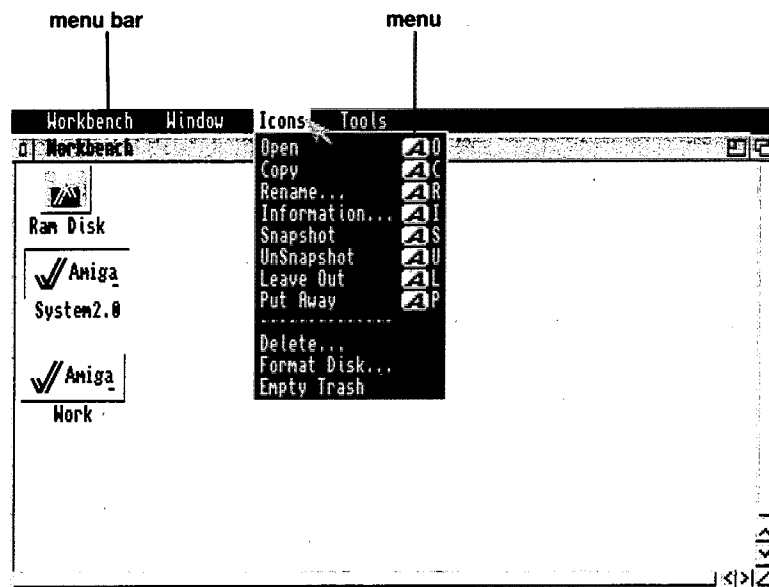 menu bar menu
Workbench Window Icons Tools
Workbench
Open A O
Copy A C
Rename... A R
Information... A I
Snapshot A S
UnSnapshot A U
Leave Out A L
Put Away A P
--------------
Delete...
Format Disk...
Empty Trash
Ram Disk
Amiga
System2.0
Amiga
Work